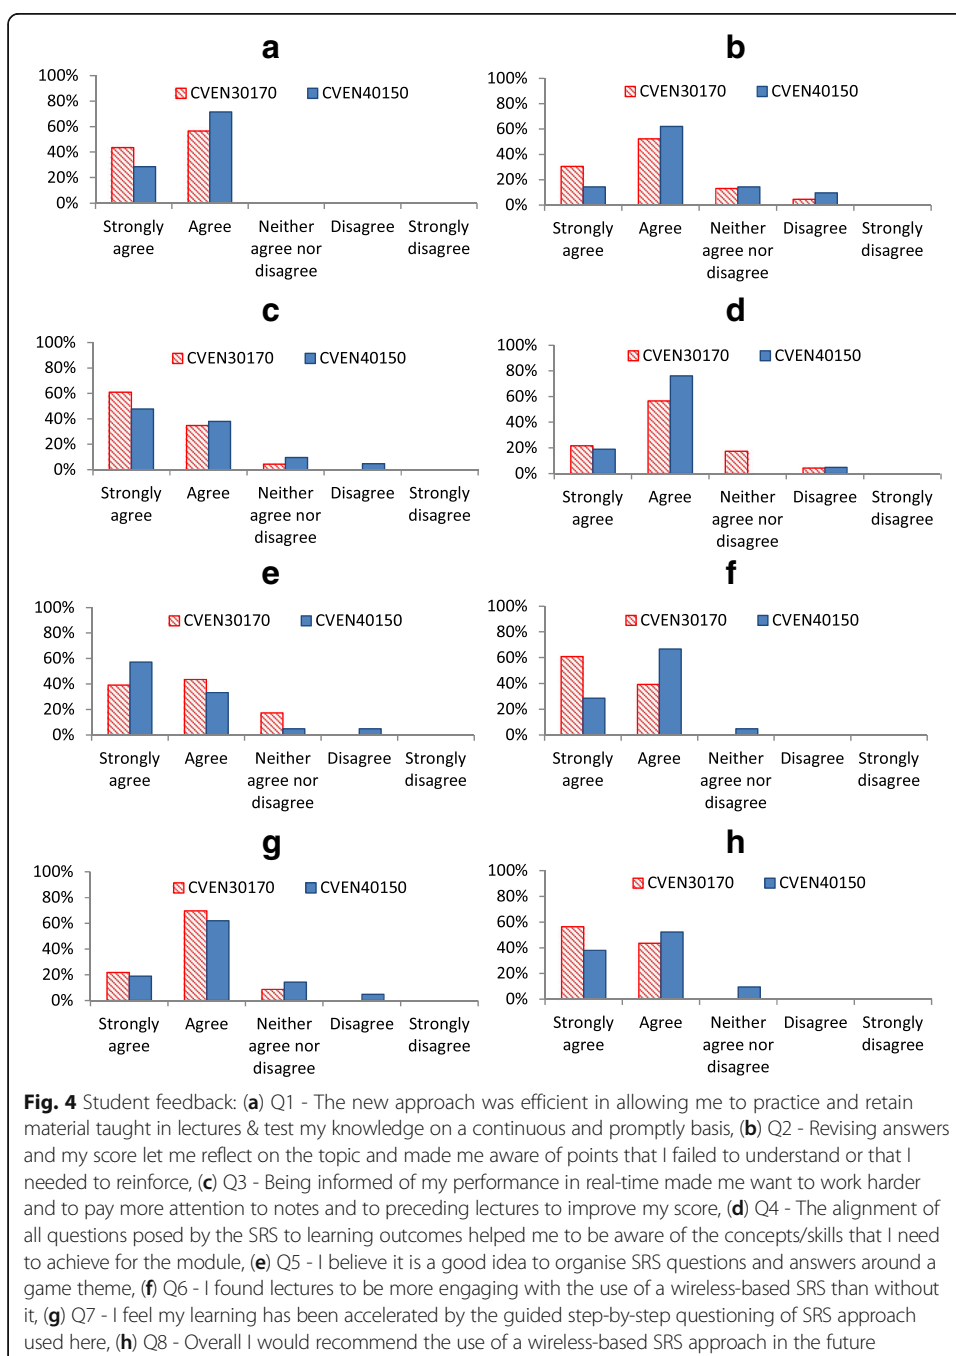 a
100%
80%
60%
40%
20%
0%
CVEN30170 CVEN40150
Strongly agree Agree Neither agree nor disagree Disagree Strongly disagree
b
100%
80%
60%
40%
20%
0%
CVEN30170 CVEN40150
Strongly agree Agree Neither agree nor disagree Disagree Strongly disagree
c
100%
80%
60%
40%
20%
0%
CVEN30170 CVEN40150
Strongly agree Agree Neither agree nor disagree Disagree Strongly disagree
d
100%
80%
60%
40%
20%
0%
CVEN30170 CVEN40150
Strongly agree Agree Neither agree nor disagree Disagree Strongly disagree
e
100%
80%
60%
40%
20%
0%
CVEN30170 CVEN40150
Strongly agree Agree Neither agree nor disagree Disagree Strongly disagree
f
100%
80%
60%
40%
20%
0%
CVEN30170 CVEN40150
Strongly agree Agree Neither agree nor disagree Disagree Strongly disagree
g
100%
80%
60%
40%
20%
0%
CVEN30170 CVEN40150
Strongly agree Agree Neither agree nor disagree Disagree Strongly disagree
h
100%
80%
60%
40%
20%
0%
CVEN30170 CVEN40150
Strongly agree Agree Neither agree nor disagree Disagree Strongly disagree
Fig. 4 Student feedback: (a) Q1 - The new approach was efficient in allowing me to practice and retain
material taught in lectures & test my knowledge on a continuous and promptly basis, (b) Q2 - Revising answers
and my score let me reflect on the topic and made me aware of points that I failed to understand or that I
needed to reinforce, (c) Q3 - Being informed of my performance in real-time made me want to work harder
and to pay more attention to notes and to preceding lectures to improve my score, (d) Q4 - The alignment of
all questions posed by the SRS to learning outcomes helped me to be aware of the concepts/skills that I need
to achieve for the module, (e) Q5 - I believe it is a good idea to organise SRS questions and answers around a
game theme, (f) Q6 - I found lectures to be more engaging with the use of a wireless-based SRS than without
it, (g) Q7 - I feel my learning has been accelerated by the guided step-by-step questioning of SRS approach
used here, (h) Q8 - Overall I would recommend the use of a wireless-based SRS approach in the future